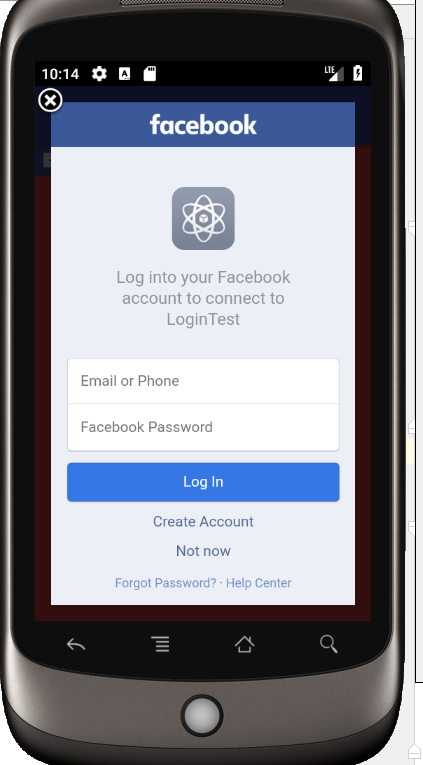 10:14
A
LTE
facebook
Log into your Facebook
account to connect to
LoginTest
Email or Phone
Facebook Password
Log In
Create Account
Not now
Forgot Password? · Help Center